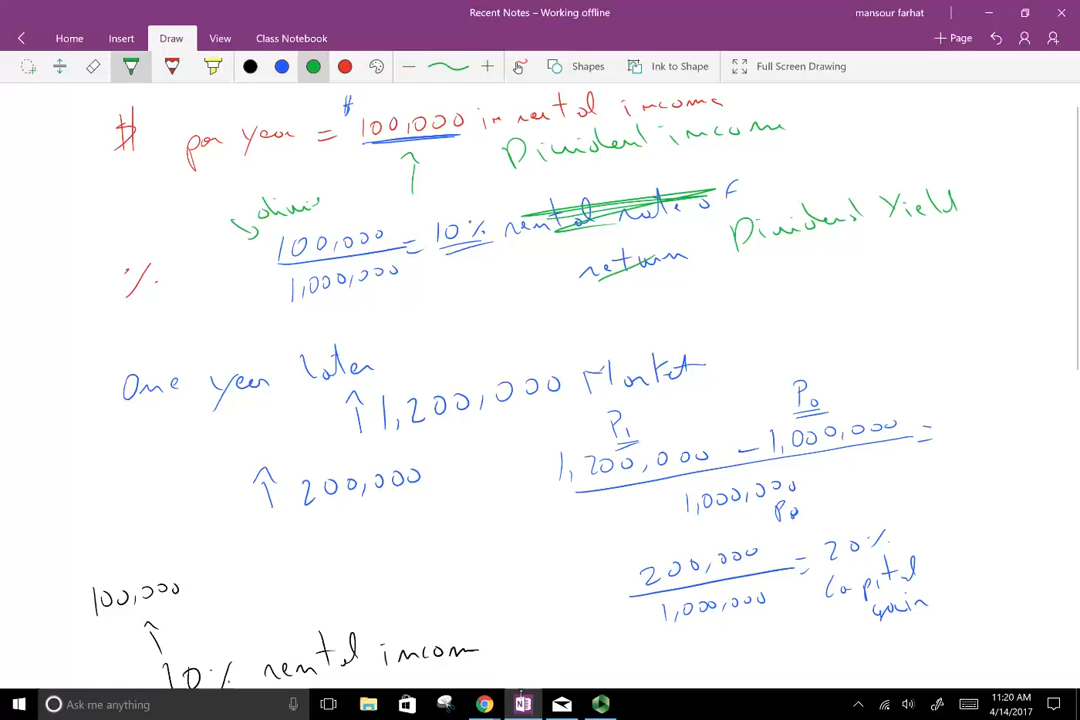 Recent Notes – Working offline
mansour farhat
Home Insert Draw View Class Notebook
Page
Shapes Ink to Shape Full Screen Drawing
$ per year = $100,000 in rental income
Dividend income
100,000 / 1,000,000 = 10% rental rate of return
Dividend Yield
%
One year later
↑ 1,200,000 Market
↑ 200,000
P1 P0
1,200,000 – 1,000,000 =
1,000,000
P0
200,000 / 1,000,000 = 20% Capital gain
100,000
↑
10% rental incom
Ask me anything
11:20 AM
4/14/2017